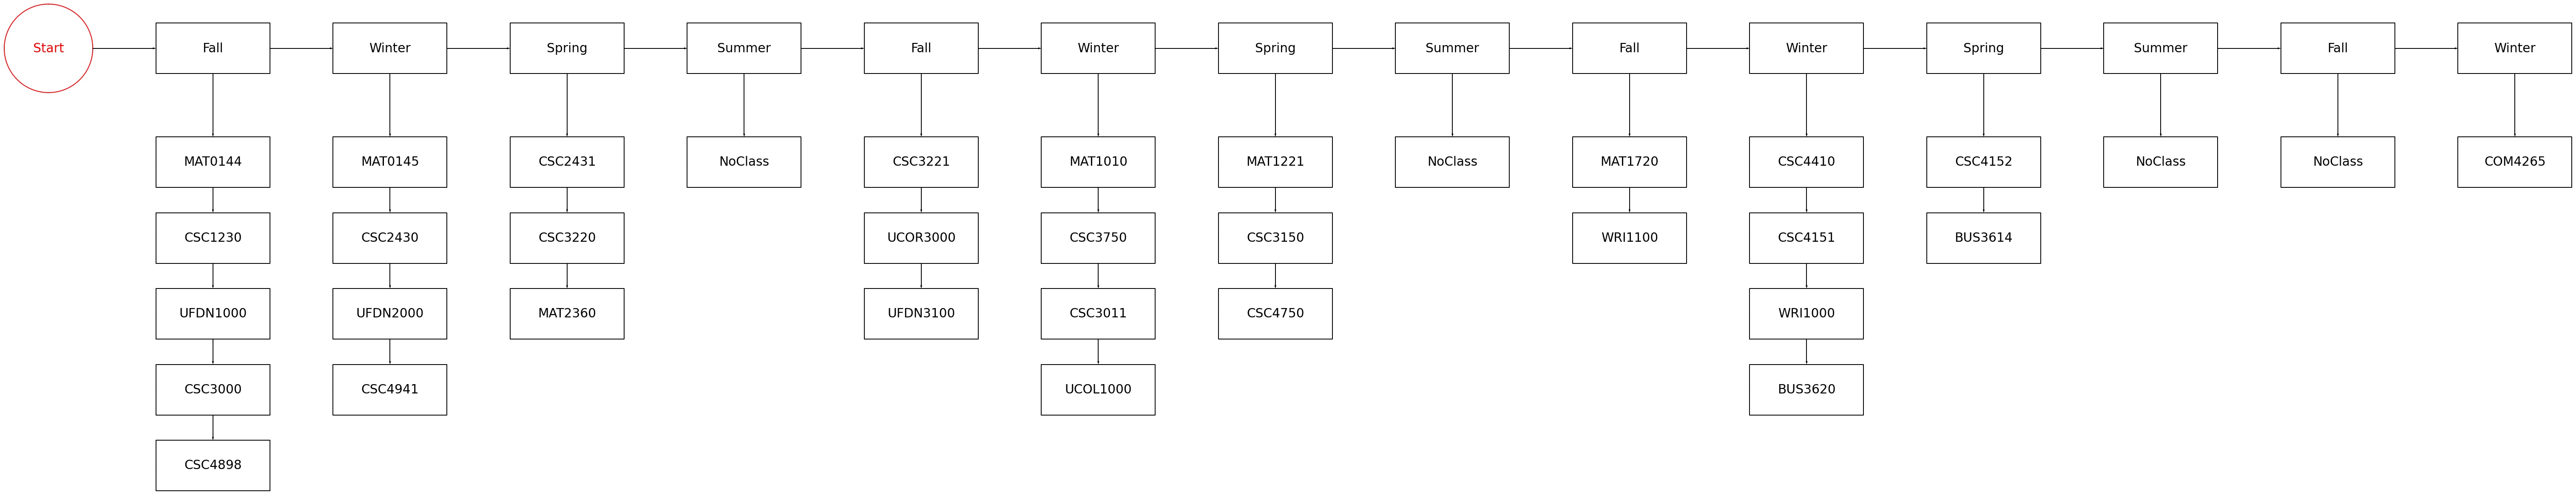 Start Fall Winter Spring Summer Fall Winter Spring Summer Fall Winter Spring Summer Fall Winter
MAT0144 MAT0145 CSC2431 NoClass CSC3221 MAT1010 MAT1221 NoClass MAT1720 CSC4410 CSC4152 NoClass NoClass COM4265
CSC1230 CSC2430 CSC3220 UCOR3000 CSC3750 CSC3150 WRI1100 CSC4151 BUS3614
UFDN1000 UFDN2000 MAT2360 UFDN3100 CSC3011 CSC4750 WRI1000
CSC3000 CSC4941 UCOL1000 BUS3620
CSC4898